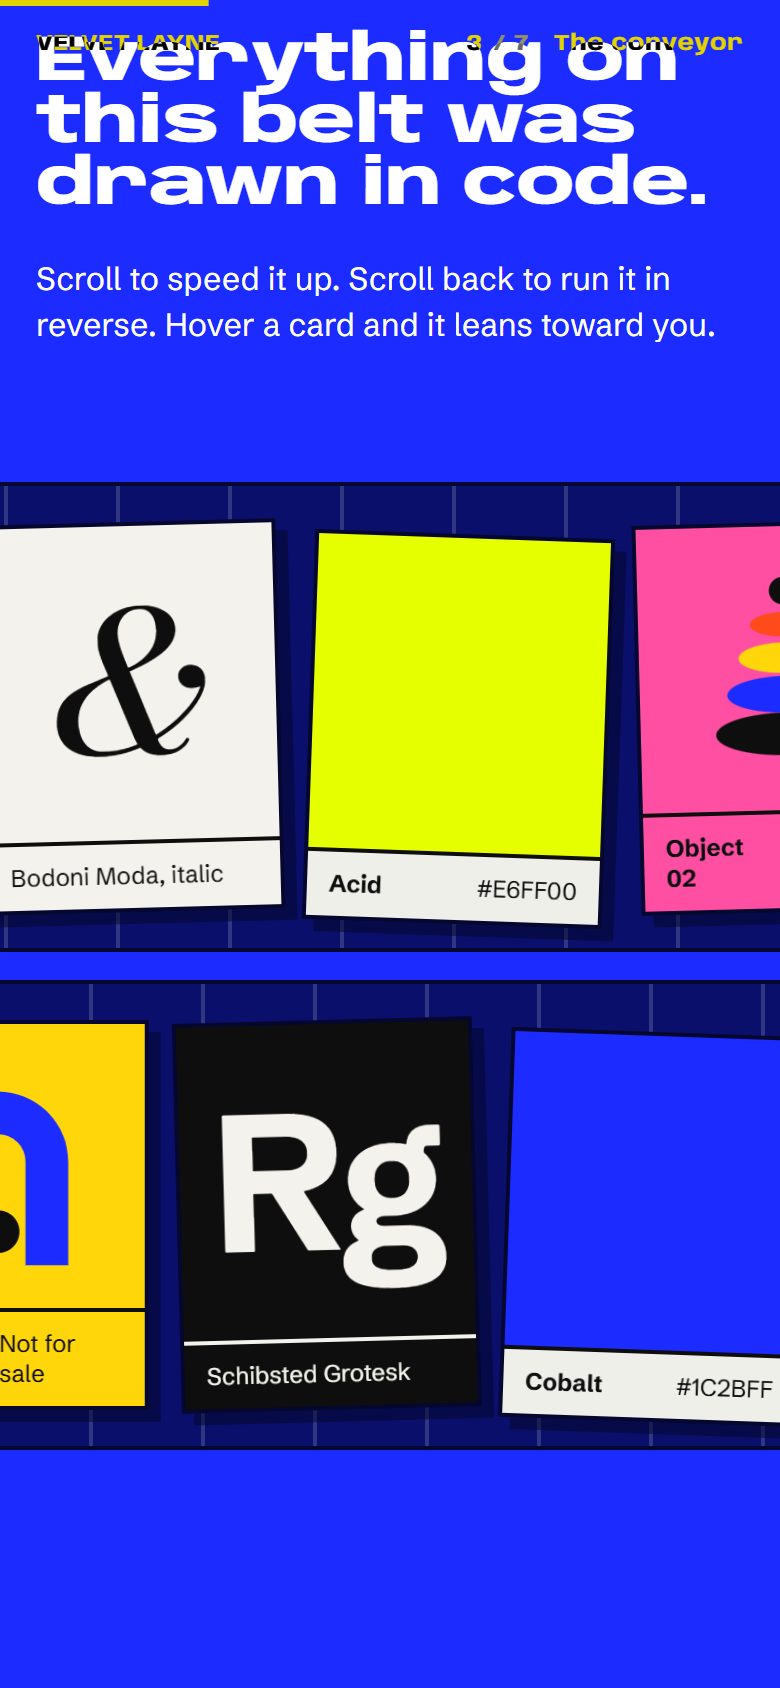 VELVET LAYNE 3 / 7 The conveyor
Everything on
this belt was
drawn in code.
Scroll to speed it up. Scroll back to run it in
reverse. Hover a card and it leans toward you.
&
Bodoni Moda, italic
Acid #E6FF00
Object
02
Not for
sale
Rg
Schibsted Grotesk
Cobalt #1C2BFF